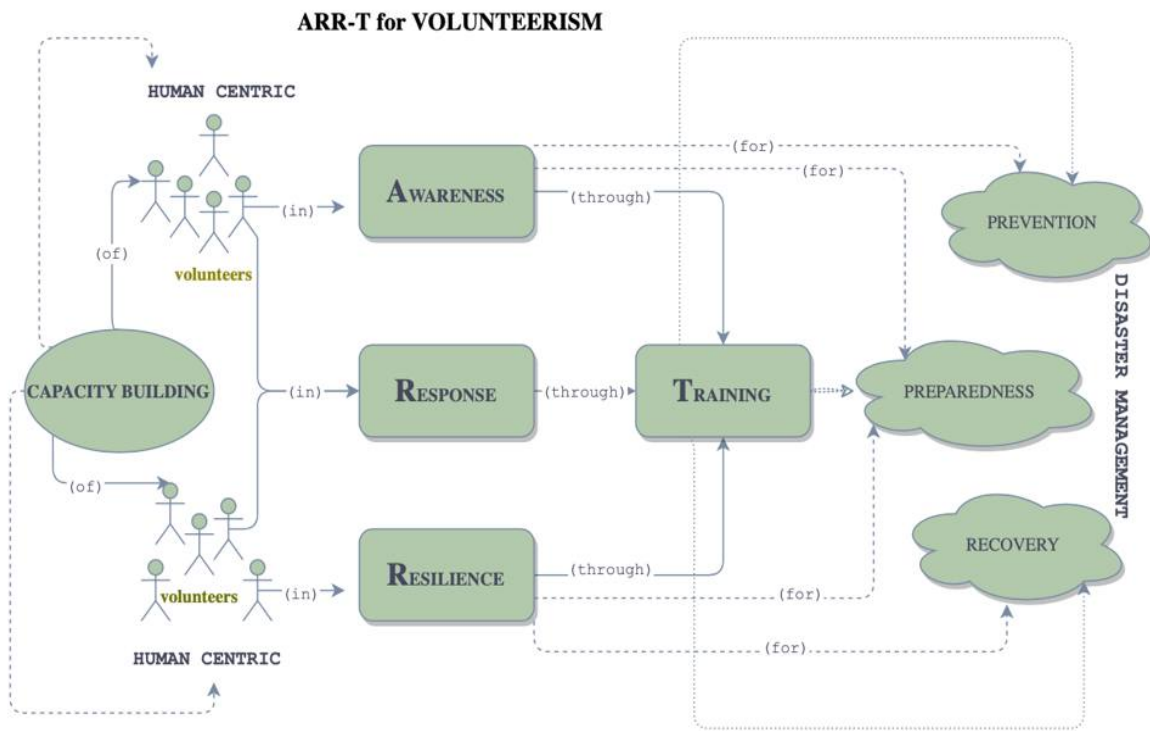 ARR-T for VOLUNTEERISM
HUMAN CENTRIC
(for)
(for)
AWARENESS
(through)
(in)
PREVENTION
(of)
volunteers
DISASTER MANAGEMENT
CAPACITY BUILDING
(in)
RESPONSE
(through)
TRAINING
PREPAREDNESS
(of)
RECOVERY
(in)
volunteers
RESILIENCE
(through)
(for)
(for)
HUMAN CENTRIC